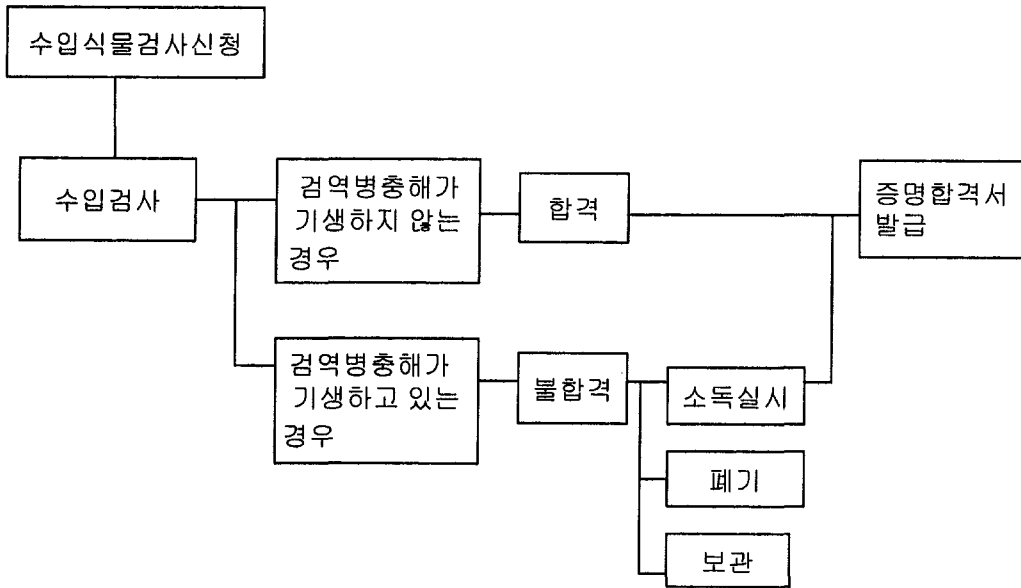 수입식물검사신청
수입검사
검역병충해가
기생하지 않는
경우
합격
증명합격서
발급
검역병충해가
기생하고 있는
경우
불합격
소독실시
폐기
보관